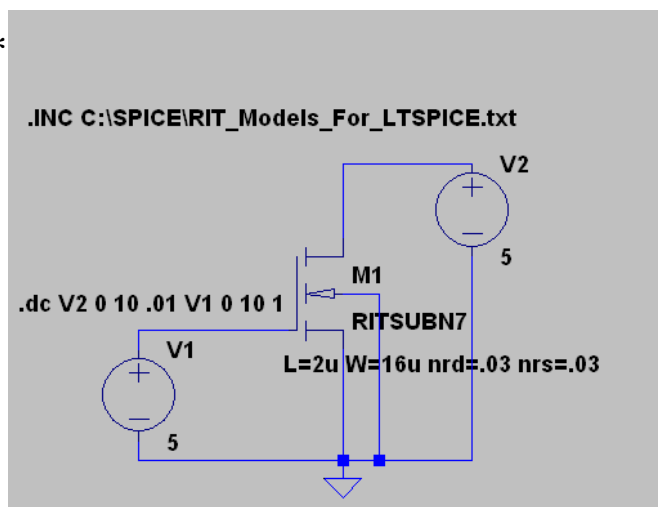 .INC C:\SPICE\RIT_Models_For_LTSPICE.txt
V2
5
M1
.dc V2 0 10 .01 V1 0 10 1
RITSUBN7
V1
L=2u W=16u nrd=.03 nrs=.03
5